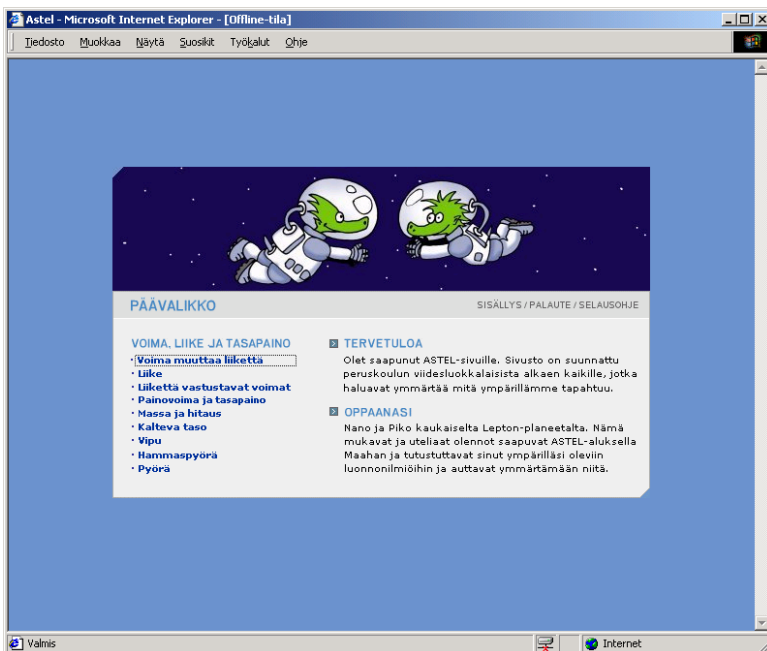 Astel - Microsoft Internet Explorer - [Offline-tila]
Tiedosto Muokkaa Näytä Suosikit Työkalut Ohje
PÄÄVALIKKO
SISÄLLYS / PALAUTE / SELAUSOHJE
VOIMA, LIIKE JA TASAPAINO
· Voima muuttaa liikettä
· Liike
· Liikettä vastustavat voimat
· Painovoima ja tasapaino
· Massa ja hitaus
· Kalteva taso
· Vipu
· Hammaspyörä
· Pyörä
TERVETULOA
Olet saapunut ASTEL-sivuille. Sivusto on suunnattu
peruskoulun viidesluokkalaisista alkaen kaikille, jotka
haluavat ymmärtää mitä ympärillämme tapahtuu.
OPPAANASI
Nano ja Piko kaukaiselta Lepton-planeetalta. Nämä
mukavat ja uteliaat olennot saapuvat ASTEL-aluksella
Maahan ja tutustuttavat sinut ympärilläsi oleviin
luonnonilmiöihin ja auttavat ymmärtämään niitä.
Valmis
Internet